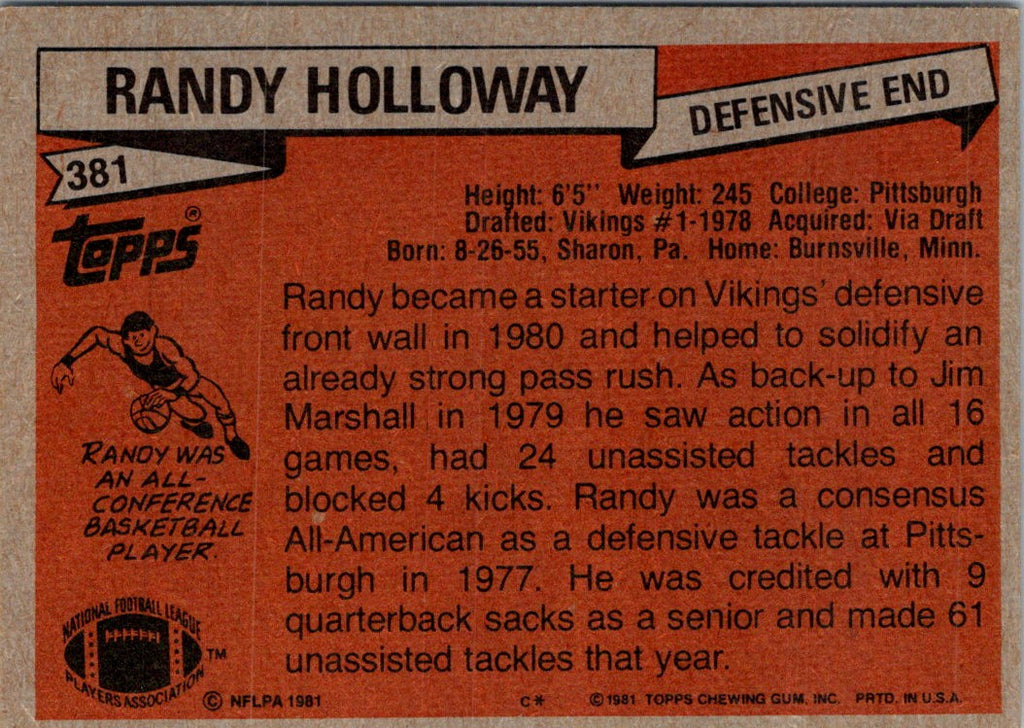 RANDY HOLLOWAY
DEFENSIVE END
381
TOPPS®
Height: 6'5'' Weight: 245 College: Pittsburgh
Drafted: Vikings #1-1978 Acquired: Via Draft
Born: 8-26-55, Sharon, Pa. Home: Burnsville, Minn.
Randy became a starter on Vikings' defensive
front wall in 1980 and helped to solidify an
already strong pass rush. As back-up to Jim
Marshall in 1979 he saw action in all 16
games, had 24 unassisted tackles and
blocked 4 kicks. Randy was a consensus
All-American as a defensive tackle at Pitts-
burgh in 1977. He was credited with 9
quarterback sacks as a senior and made 61
unassisted tackles that year.
RANDY WAS
AN ALL-
CONFERENCE
BASKETBALL
PLAYER.
NATIONAL FOOTBALL LEAGUE
PLAYERS ASSOCIATION
TM
© NFLPA 1981
C*
© 1981 TOPPS CHEWING GUM, INC. PRTD. IN U.S.A.